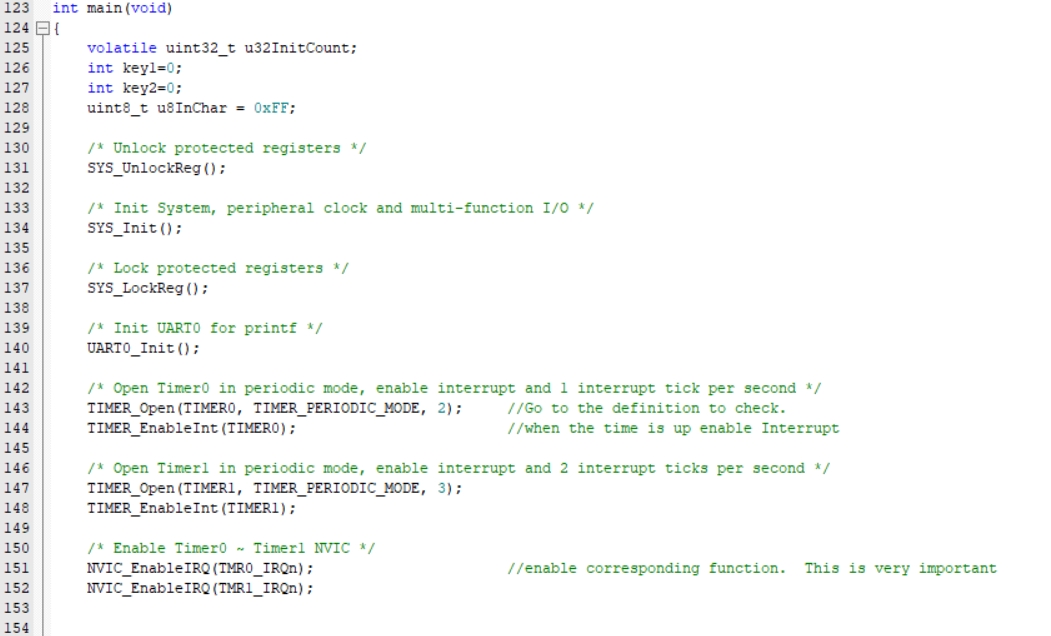 123 int main(void)
124 {
125 volatile uint32_t u32InitCount;
126 int key1=0;
127 int key2=0;
128 uint8_t u8InChar = 0xFF;
129
130 /* Unlock protected registers */
131 SYS_UnlockReg();
132
133 /* Init System, peripheral clock and multi-function I/O */
134 SYS_Init();
135
136 /* Lock protected registers */
137 SYS_LockReg();
138
139 /* Init UART0 for printf */
140 UART0_Init();
141
142 /* Open Timer0 in periodic mode, enable interrupt and 1 interrupt tick per second */
143 TIMER_Open(TIMER0, TIMER_PERIODIC_MODE, 2); //Go to the definition to check.
144 TIMER_EnableInt(TIMER0); //when the time is up enable Interrupt
145
146 /* Open Timer1 in periodic mode, enable interrupt and 2 interrupt ticks per second */
147 TIMER_Open(TIMER1, TIMER_PERIODIC_MODE, 3);
148 TIMER_EnableInt(TIMER1);
149
150 /* Enable Timer0 ~ Timer1 NVIC */
151 NVIC_EnableIRQ(TMR0_IRQn); //enable corresponding function. This is very important
152 NVIC_EnableIRQ(TMR1_IRQn);
153
154